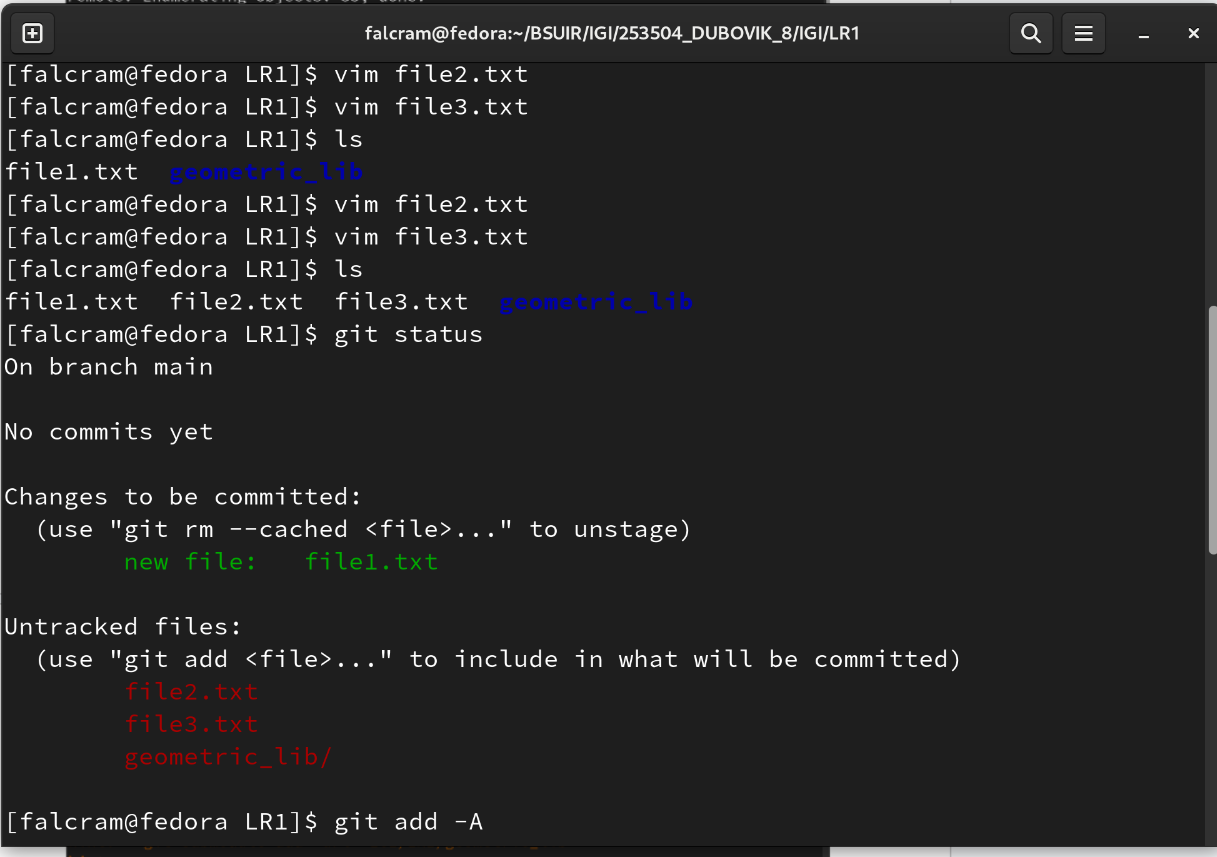 falcram@fedora:~/BSUIR/IGI/253504_DUBOVIK_8/IGI/LR1
[falcram@fedora LR1]$ vim file2.txt
[falcram@fedora LR1]$ vim file3.txt
[falcram@fedora LR1]$ ls
file1.txt  geometric_lib
[falcram@fedora LR1]$ vim file2.txt
[falcram@fedora LR1]$ vim file3.txt
[falcram@fedora LR1]$ ls
file1.txt  file2.txt  file3.txt  geometric_lib
[falcram@fedora LR1]$ git status
On branch main

No commits yet

Changes to be committed:
  (use "git rm --cached <file>..." to unstage)
        new file:   file1.txt

Untracked files:
  (use "git add <file>..." to include in what will be committed)
        file2.txt
        file3.txt
        geometric_lib/

[falcram@fedora LR1]$ git add -A